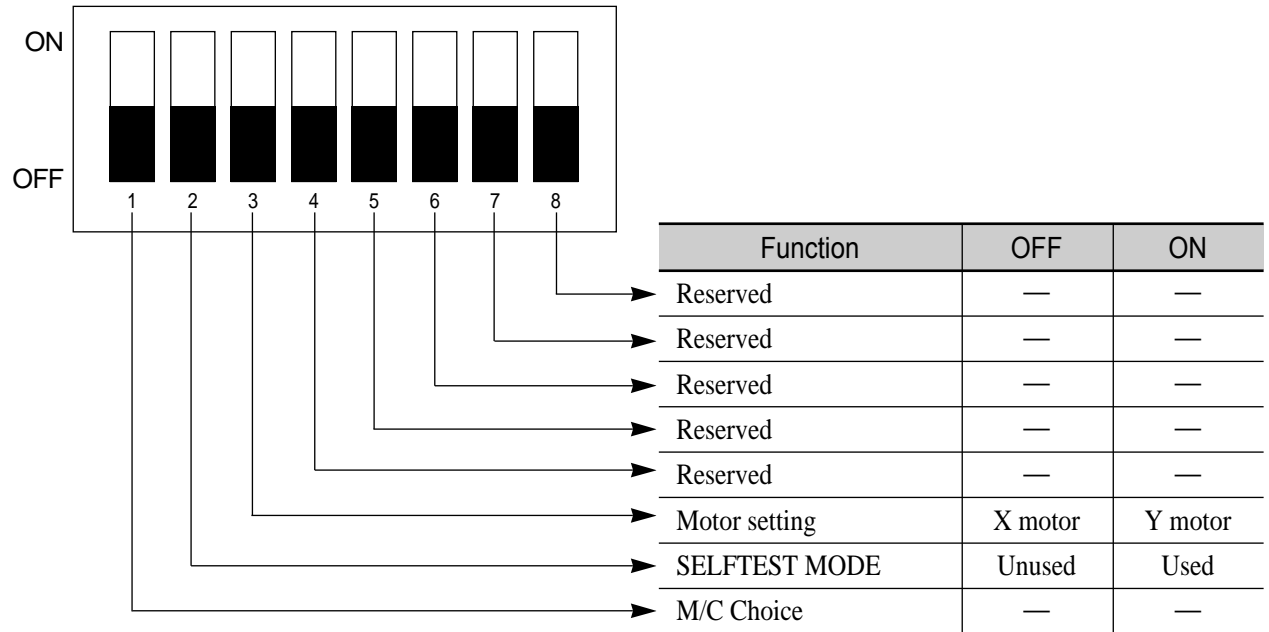 ON
OFF
1 2 3 4 5 6 7 8
Function OFF ON
Reserved — —
Reserved — —
Reserved — —
Reserved — —
Reserved — —
Motor setting X motor Y motor
SELFTEST MODE Unused Used
M/C Choice — —